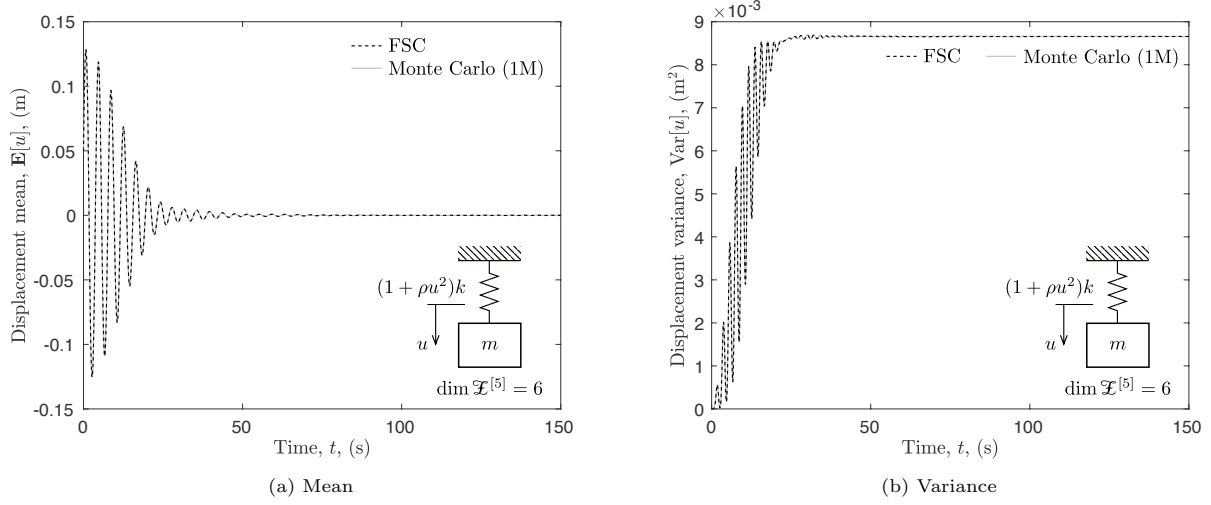 0.15
0.1
0.05
0
-0.05
-0.1
-0.15
Displacement mean, E[u], (m)
FSC
Monte Carlo (1M)
(1 + ρu²)k
u
m
dim 𝒵^[5] = 6
0 50 100 150
Time, t, (s)
(a) Mean
×10⁻³
9
8
7
6
5
4
3
2
1
0
Displacement variance, Var[u], (m²)
FSC Monte Carlo (1M)
(1 + ρu²)k
u
m
dim 𝒵^[5] = 6
0 50 100 150
Time, t, (s)
(b) Variance